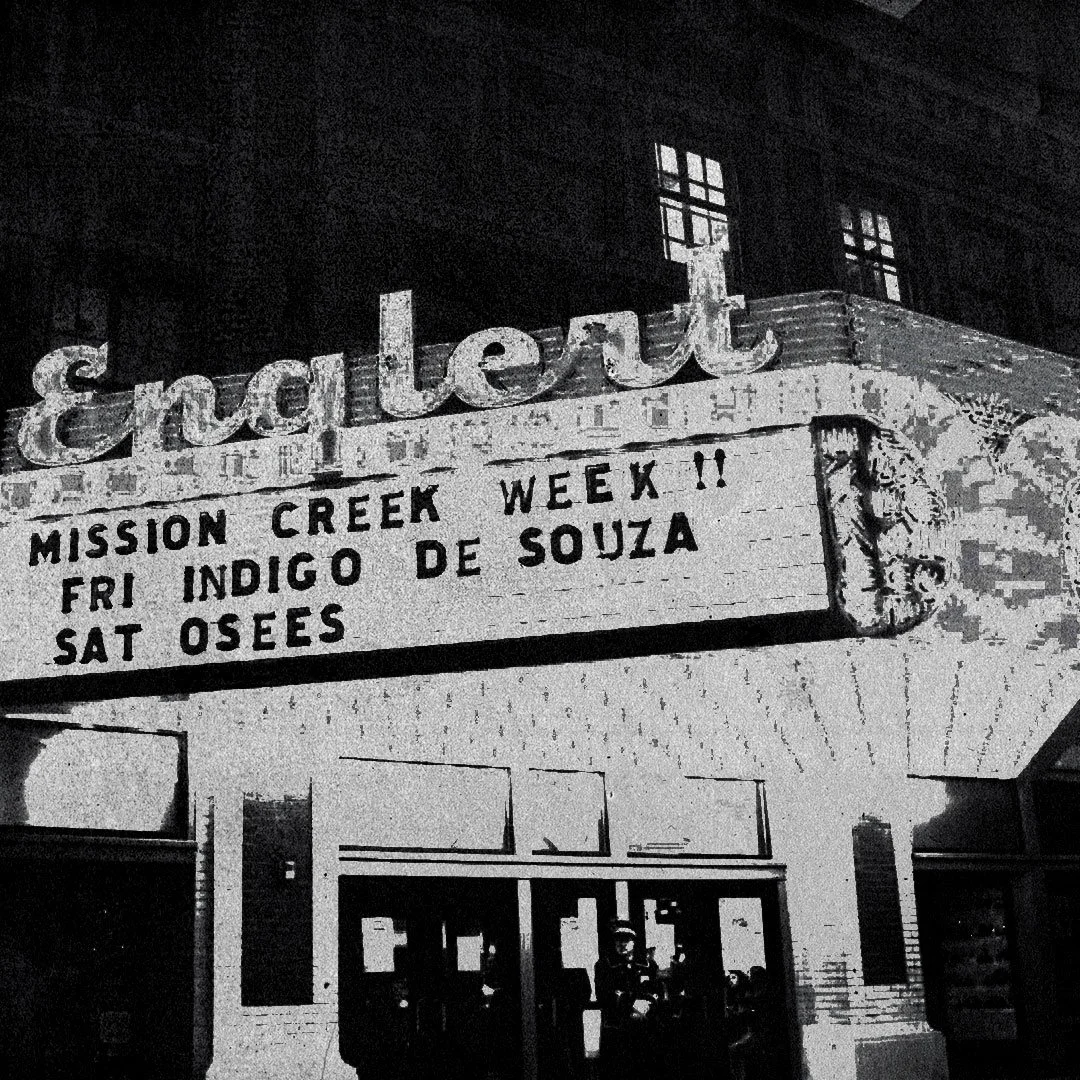 Englert
MISSION CREEK WEEK !!
FRI INDIGO DE SOUZA
SAT OSEES